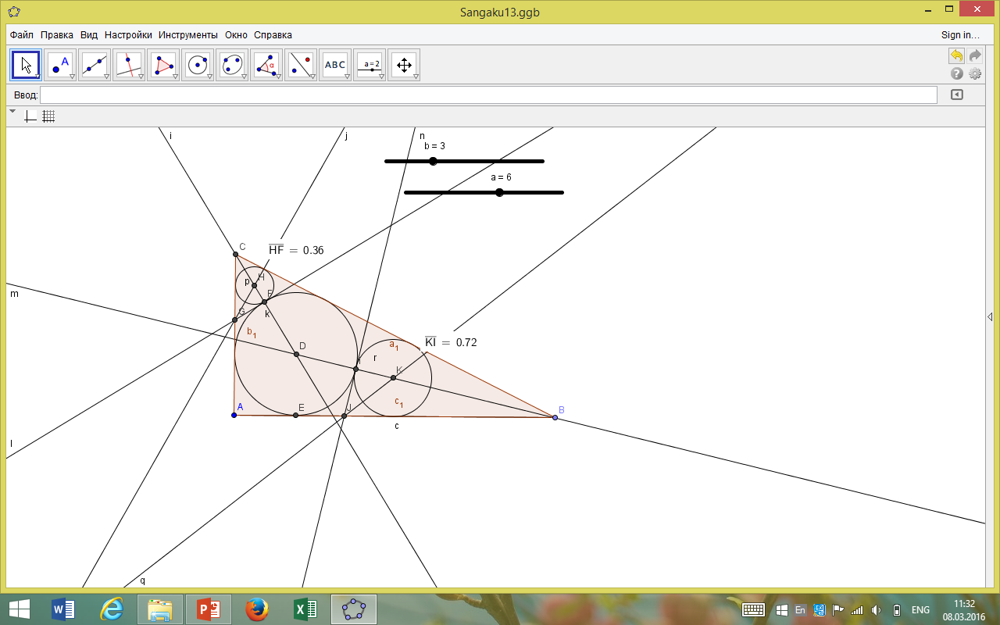 Sangaku13.ggb
Файл Правка Вид Настройки Инструменты Окно Справка
Sign in...
A α ABC a=2
Ввод:
i
j
n
b = 3
a = 6
C
HF = 0.36
p H
F
m
G k
b₁
D
a₁
KI = 0.72
r
K
c₁
A
E
J
B
c
l
q
ENG
En
11:32
08.03.2016